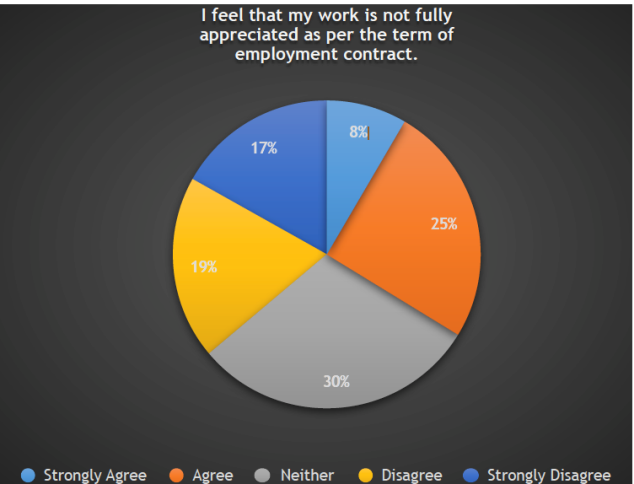 I feel that my work is not fully
appreciated as per the term of
employment contract.
8%
17%
25%
19%
30%
Strongly Agree Agree Neither Disagree Strongly Disagree